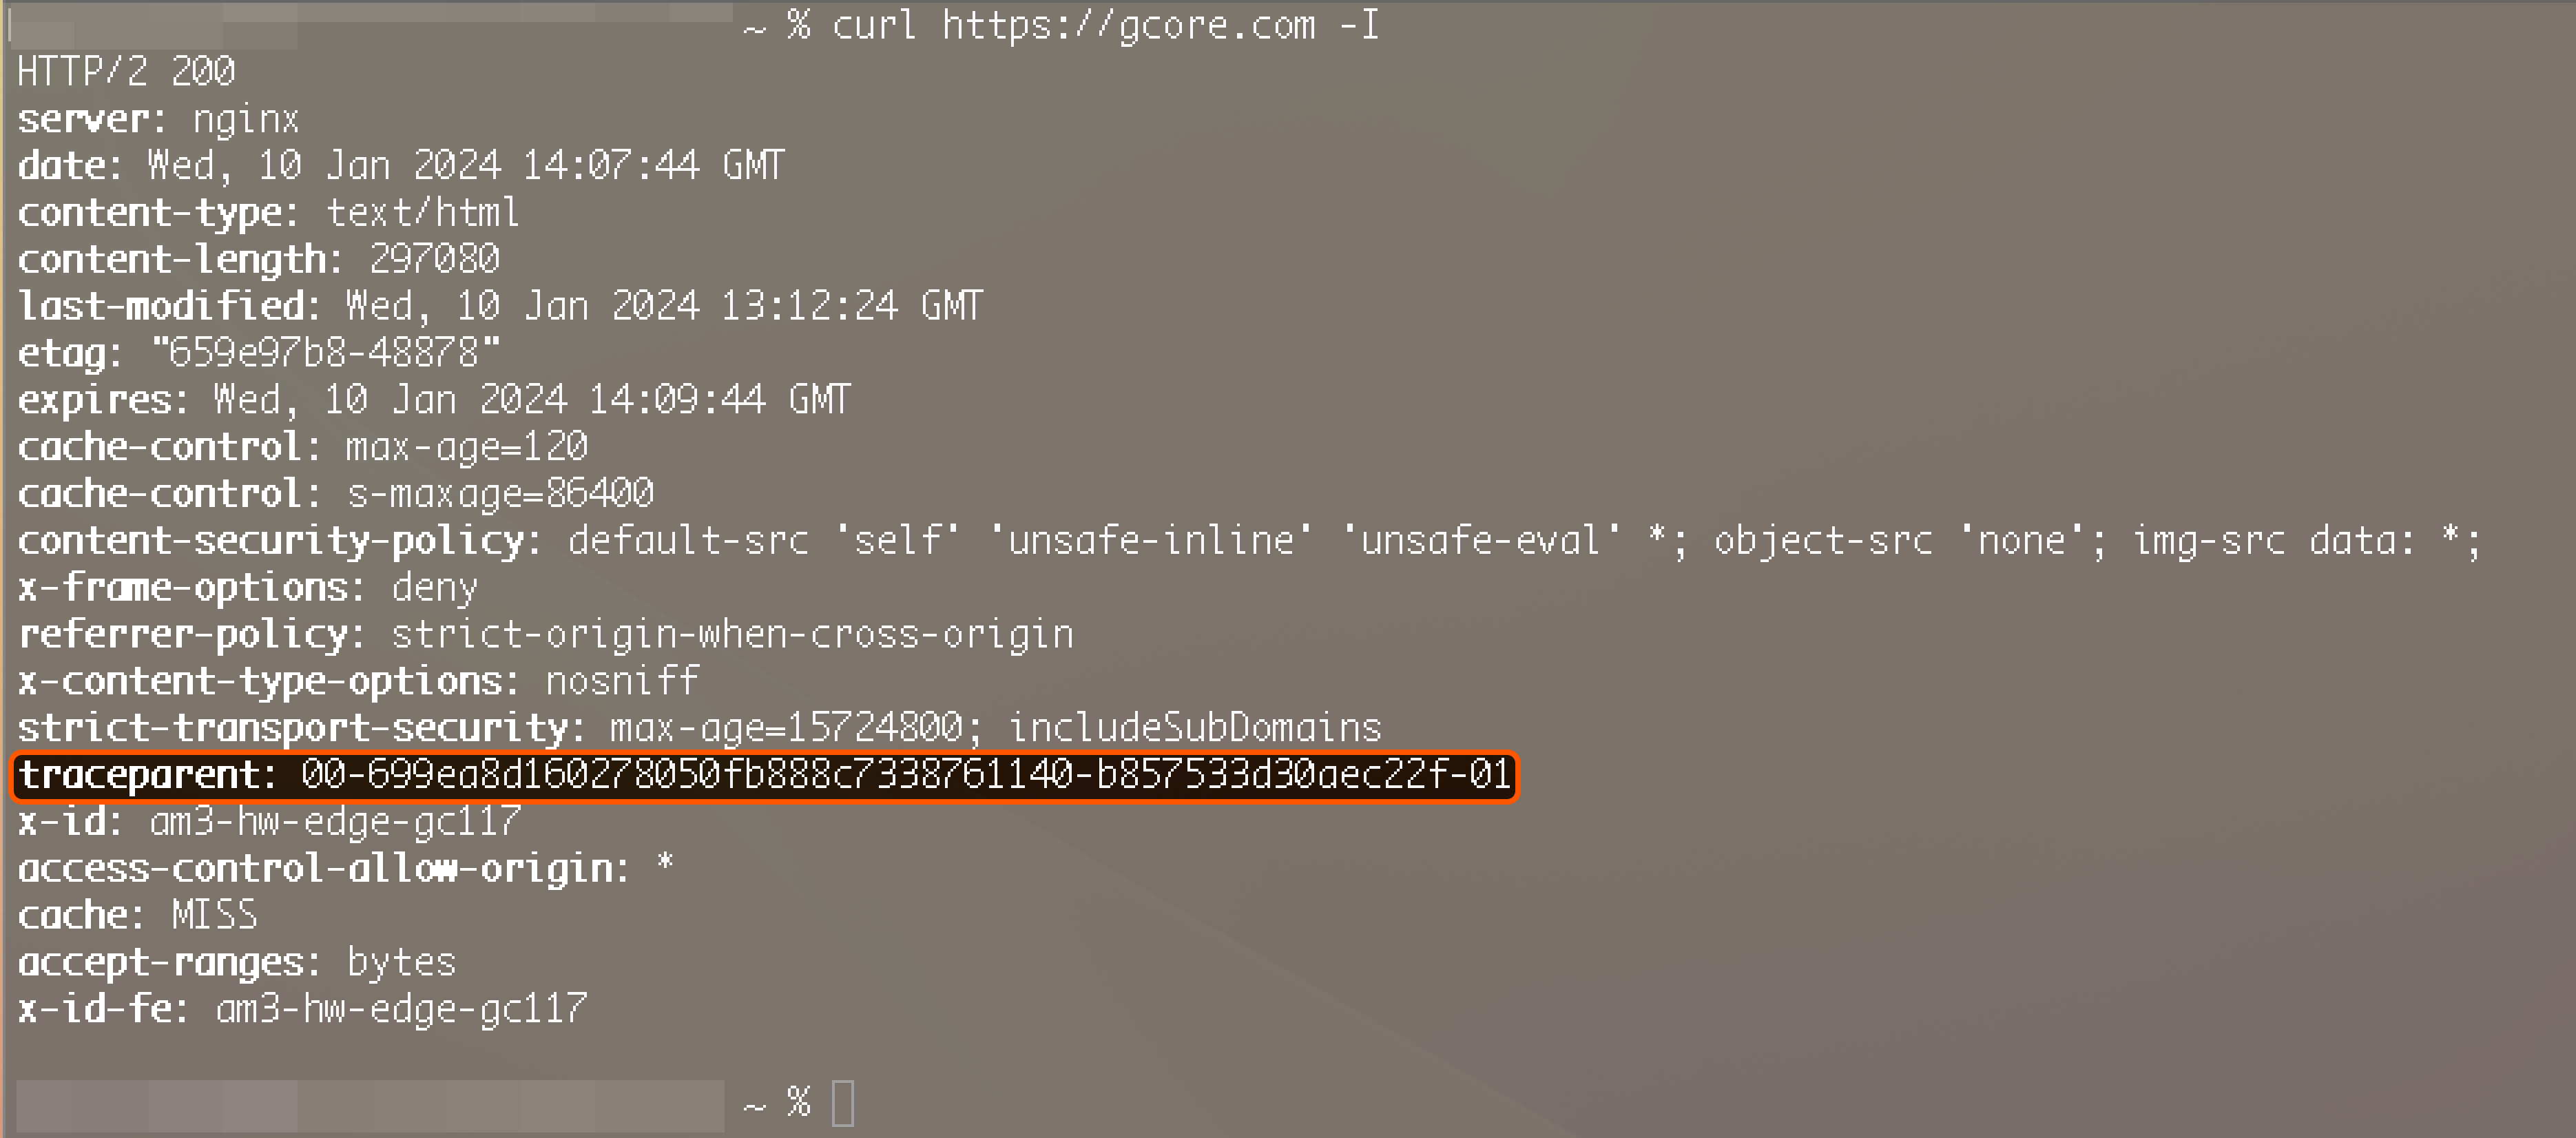 ~ % curl https://gcore.com -I
HTTP/2 200
server: nginx
date: Wed, 10 Jan 2024 14:07:44 GMT
content-type: text/html
content-length: 297080
last-modified: Wed, 10 Jan 2024 13:12:24 GMT
etag: "659e97b8-48878"
expires: Wed, 10 Jan 2024 14:09:44 GMT
cache-control: max-age=120
cache-control: s-maxage=86400
content-security-policy: default-src 'self' 'unsafe-inline' 'unsafe-eval' *; object-src 'none'; img-src data: *;
x-frame-options: deny
referrer-policy: strict-origin-when-cross-origin
x-content-type-options: nosniff
strict-transport-security: max-age=15724800; includeSubDomains
traceparent: 00-699ea8d160278050fb888c7338761140-b857533d30aec22f-01
x-id: am3-hw-edge-gc117
access-control-allow-origin: *
cache: MISS
accept-ranges: bytes
x-id-fe: am3-hw-edge-gc117
~ %